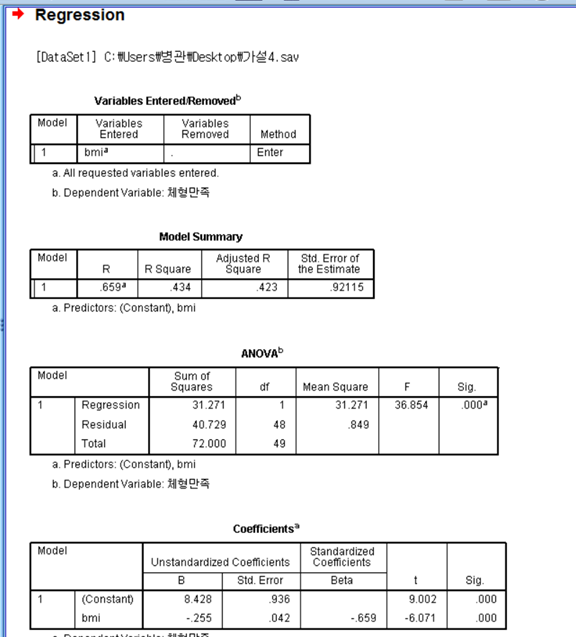 Regression
[DataSet1] C:₩Users₩병관₩Desktop₩가설4.sav
Variables Entered/Removedb
Model Variables Entered Variables Removed Method
1 bmia . Enter
a. All requested variables entered.
b. Dependent Variable: 체형만족
Model Summary
Model R R Square Adjusted R Square Std. Error of the Estimate
1 .659a .434 .423 .92115
a. Predictors: (Constant), bmi
ANOVAb
Model Sum of Squares df Mean Square F Sig.
1 Regression 31.271 1 31.271 36.854 .000a
Residual 40.729 48 .849
Total 72.000 49
a. Predictors: (Constant), bmi
b. Dependent Variable: 체형만족
Coefficientsa
Model Unstandardized Coefficients Standardized Coefficients t Sig.
B Std. Error Beta
1 (Constant) 8.428 .936 9.002 .000
bmi -.255 .042 -.659 -6.071 .000